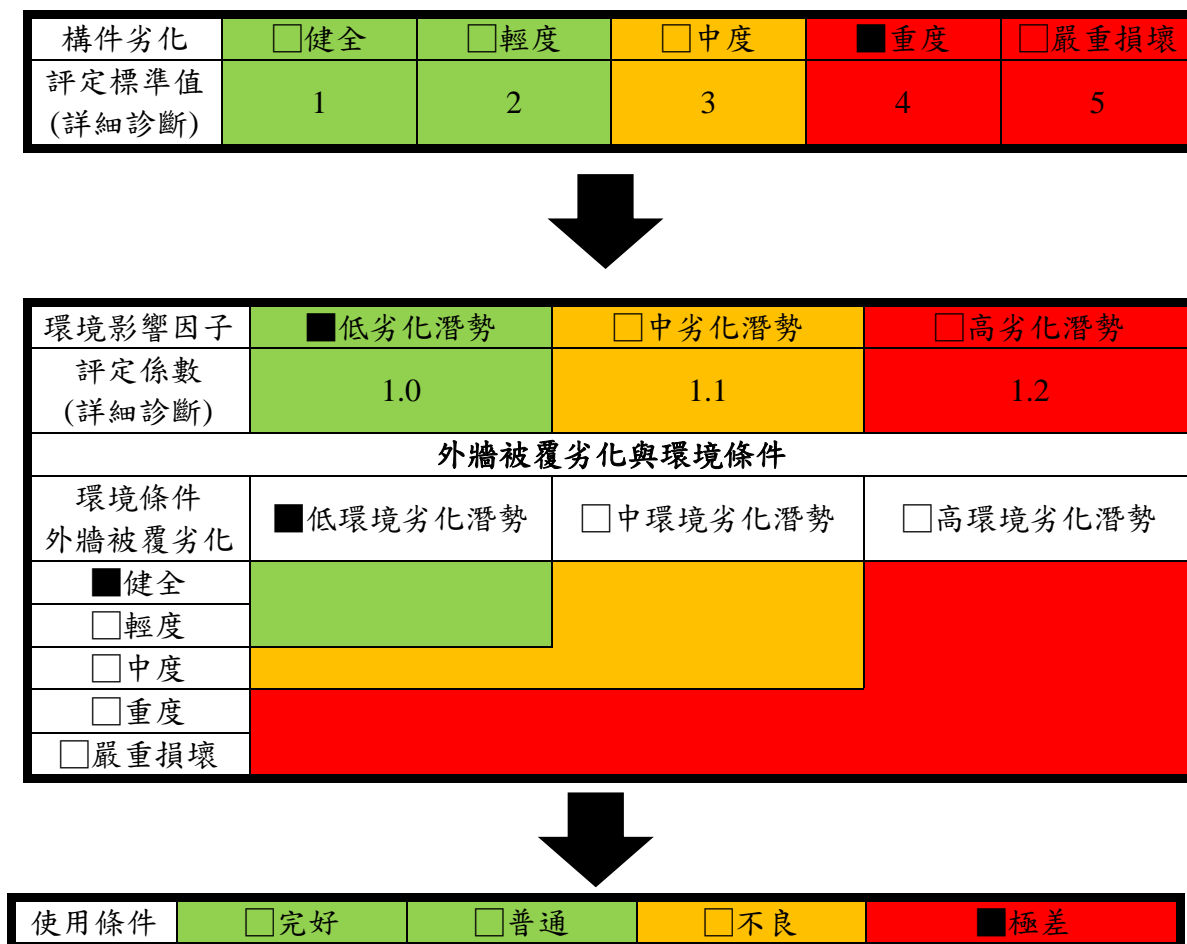 構件劣化 □健全 □輕度 □中度 ■重度 □嚴重損壞
評定標準值
(詳細診斷) 1 2 3 4 5
環境影響因子 ■低劣化潛勢 □中劣化潛勢 □高劣化潛勢
評定係數
(詳細診斷) 1.0 1.1 1.2
外牆被覆劣化與環境條件
環境條件
外牆被覆劣化 ■低環境劣化潛勢 □中環境劣化潛勢 □高環境劣化潛勢
■健全
□輕度
□中度
□重度
□嚴重損壞
使用條件 □完好 □普通 □不良 ■極差